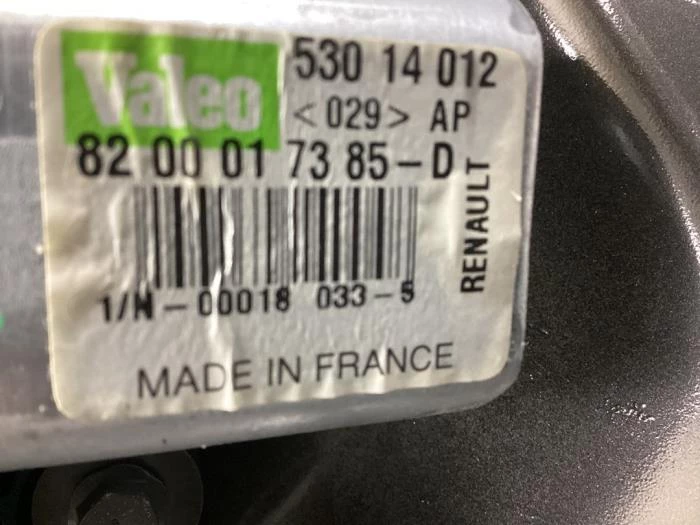 Valeo
530 14 012
<029> AP
82 00 01 73 85-D
RENAULT
1/N-00018 033-5
MADE IN FRANCE